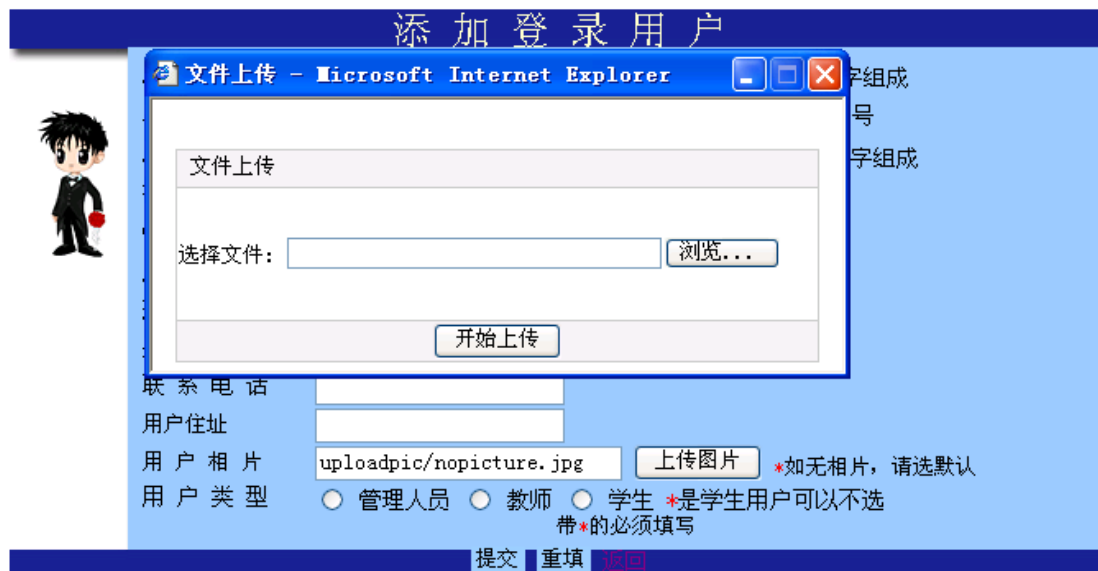 添加登录用户
文件上传 - Microsoft Internet Explorer
字组成
号
文件上传
字组成
选择文件: 浏览...
开始上传
联系电话
用户住址
用户相片 uploadpic/nopicture.jpg 上传图片 *如无相片，请选默认
用户类型 管理人员 教师 学生 *是学生用户可以不选
带*的必须填写
提交 重填 返回